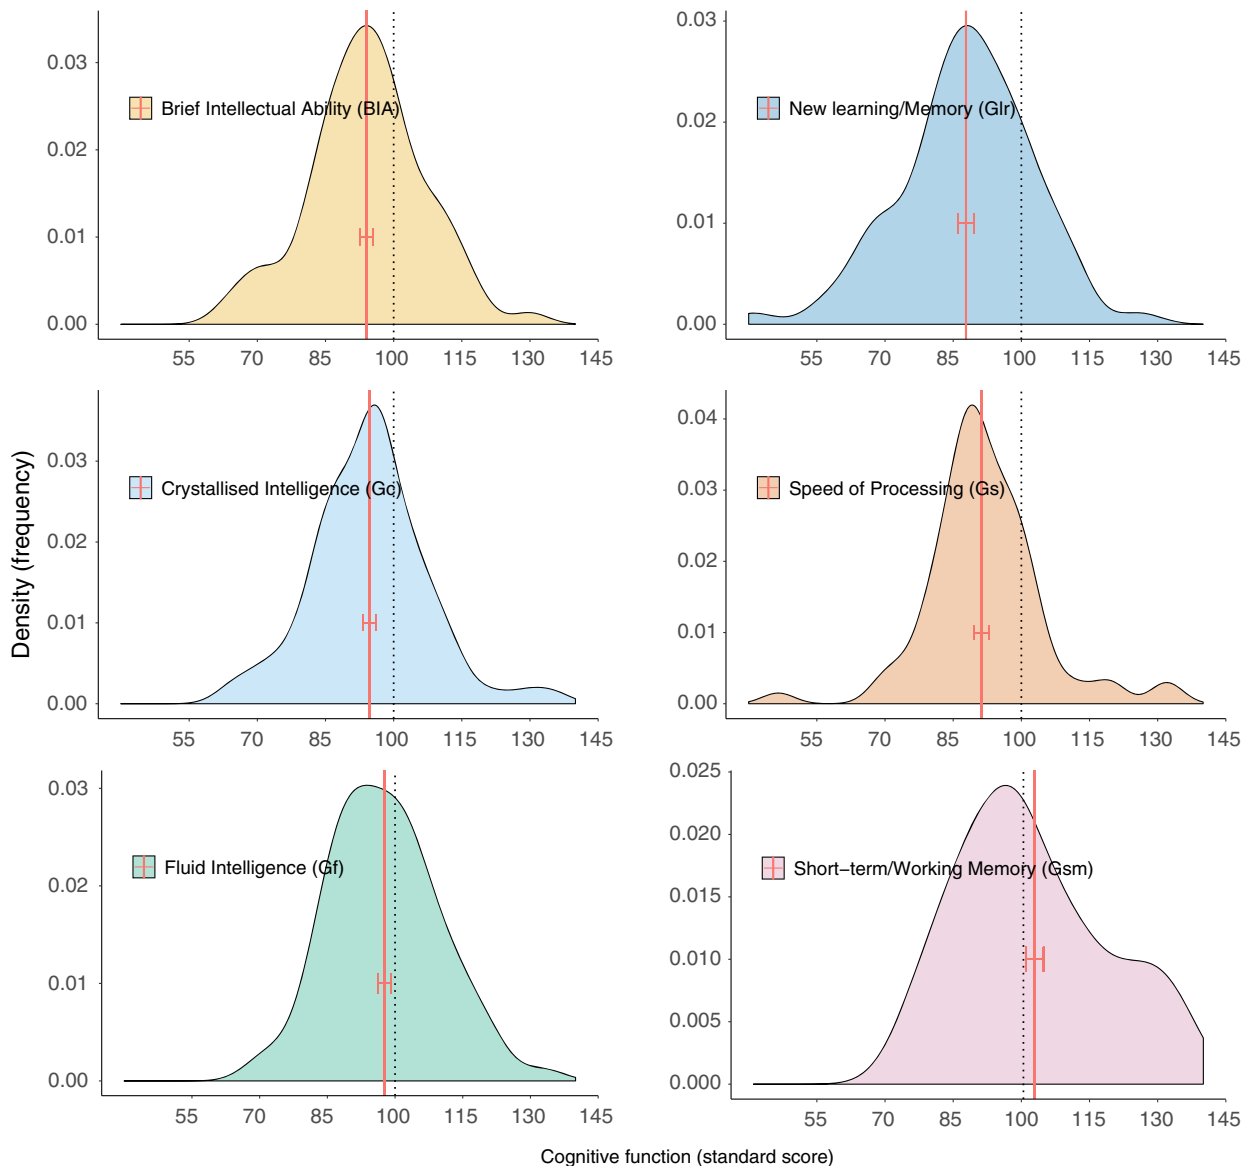 0.03
0.02
0.01
0.00
Brief Intellectual Ability (BIA)
55 70 85 100 115 130 145
0.03
0.02
0.01
0.00
New learning/Memory (Glr)
55 70 85 100 115 130 145
Density (frequency)
0.03
0.02
0.01
0.00
Crystallised Intelligence (Gc)
55 70 85 100 115 130 145
0.04
0.03
0.02
0.01
0.00
Speed of Processing (Gs)
55 70 85 100 115 130 145
0.03
0.02
0.01
0.00
Fluid Intelligence (Gf)
55 70 85 100 115 130 145
0.025
0.020
0.015
0.010
0.005
0.000
Short−term/Working Memory (Gsm)
55 70 85 100 115 130 145
Cognitive function (standard score)